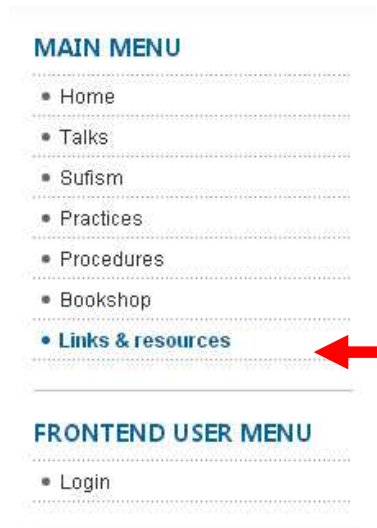 MAIN MENU
• Home
• Talks
• Sufism
• Practices
• Procedures
• Bookshop
• Links & resources
FRONTEND USER MENU
• Login